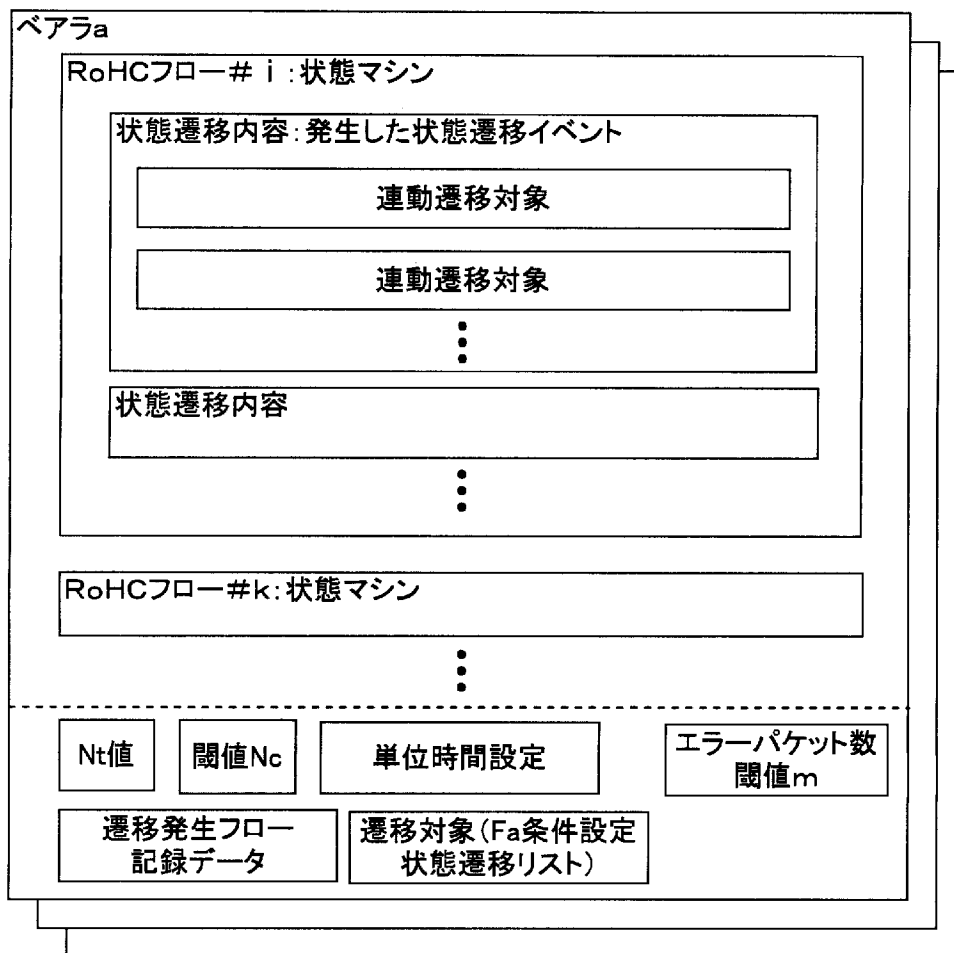 ベアラa
RoHCフロー＃ｉ:状態マシン
状態遷移内容:発生した状態遷移イベント
連動遷移対象
連動遷移対象
状態遷移内容
RoHCフロー＃k:状態マシン
Nt値
閾値Nc
単位時間設定
エラーパケット数
閾値m
遷移発生フロー
記録データ
遷移対象(Fa条件設定
状態遷移リスト)